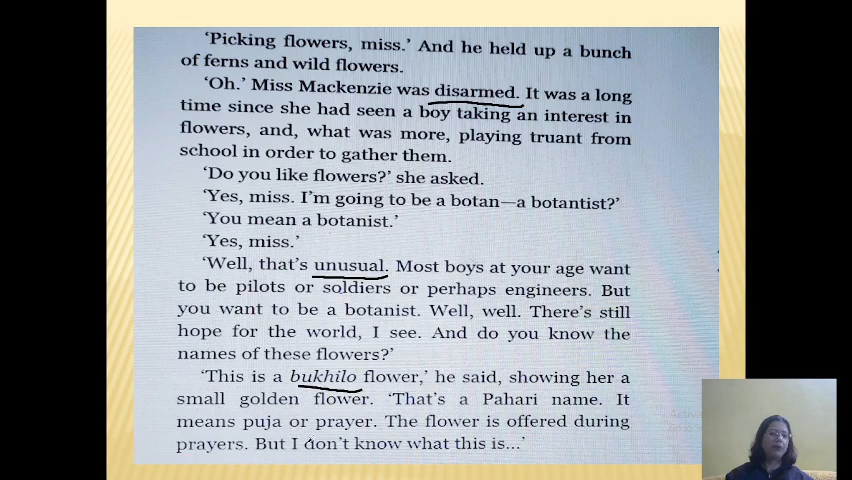 ‘Picking flowers, miss.’ And he held up a bunch
of ferns and wild flowers.
‘Oh.’ Miss Mackenzie was disarmed. It was a long
time since she had seen a boy taking an interest in
flowers, and, what was more, playing truant from
school in order to gather them.
‘Do you like flowers?’ she asked.
‘Yes, miss. I’m going to be a botan—a botantist?’
‘You mean a botanist.’
‘Yes, miss.’
‘Well, that’s unusual. Most boys at your age want
to be pilots or soldiers or perhaps engineers. But
you want to be a botanist. Well, well. There’s still
hope for the world, I see. And do you know the
names of these flowers?’
‘This is a bukhilo flower,’ he said, showing her a
small golden flower. ‘That’s a Pahari name. It
means puja or prayer. The flower is offered during
prayers. But I don’t know what this is...’